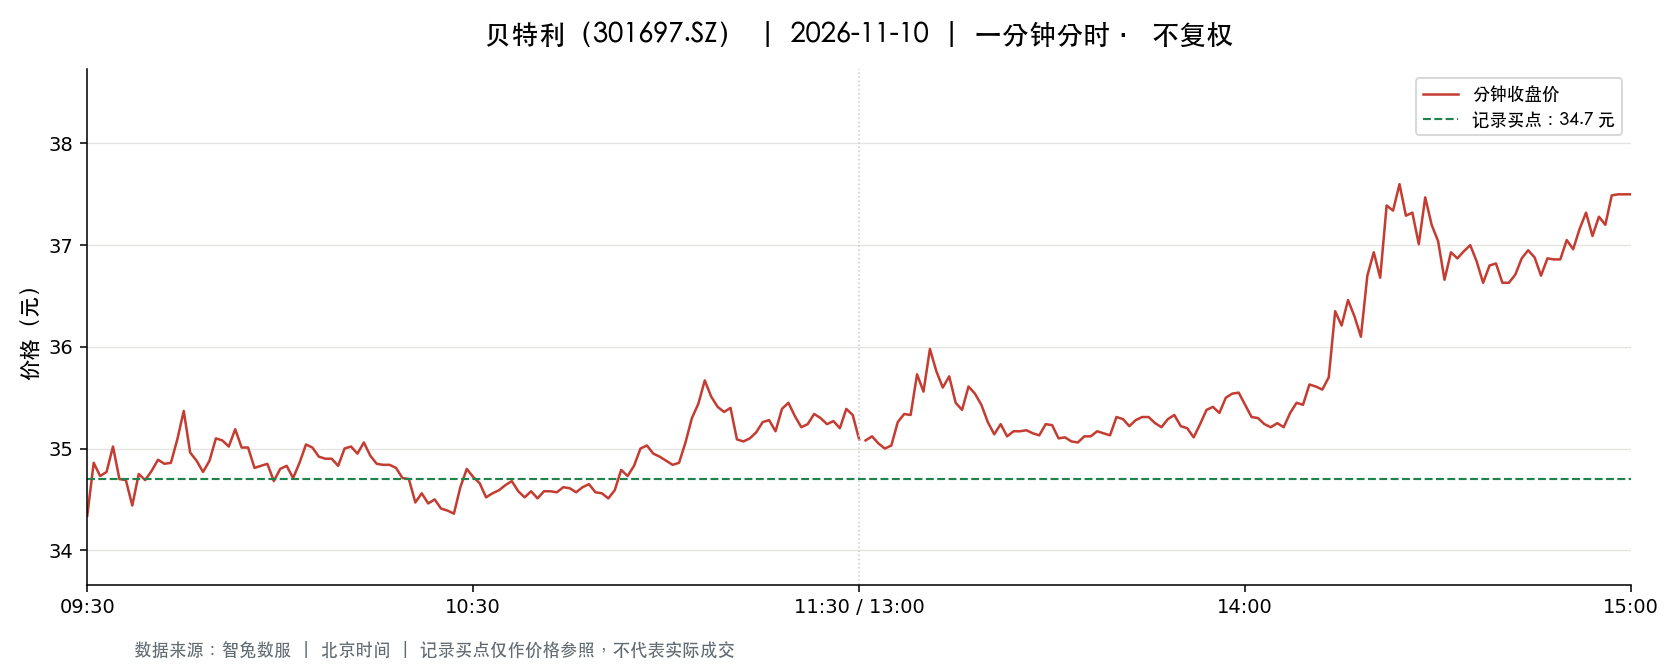 贝特利（301697.SZ） | 2026-11-10 | 一分钟分时 · 不复权
分钟收盘价
记录买点：34.7 元
价格（元）
38
37
36
35
34
09:30
10:30
11:30 / 13:00
14:00
15:00
数据来源：智兔数服 | 北京时间 | 记录买点仅作价格参照，不代表实际成交